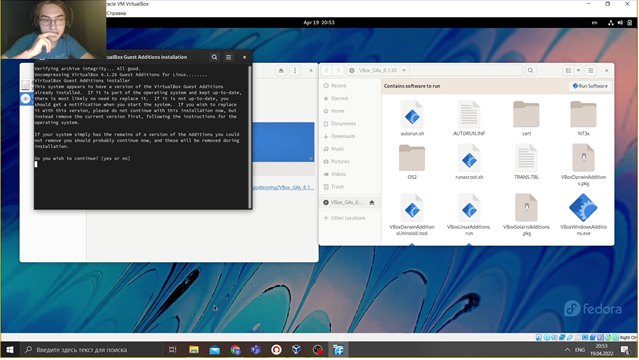 Oracle VM VirtualBox
Справка
Apr 19 20:53
en
VirtualBox Guest Additions installation
Verifying archive integrity... All good.
Uncompressing VirtualBox 6.1.26 Guest Additions for Linux........
VirtualBox Guest Additions installer
This system appears to have a version of the VirtualBox Guest Additions
already installed. If it is part of the operating system and kept up-to-date,
there is most likely no need to replace it. If it is not up-to-date, you
should get a notification when you start the system. If you wish to replace
it with this version, please do not continue with this installation now, but
instead remove the current version first, following the instructions for the
operating system.
If your system simply has the remains of a version of the Additions you could
not remove you should probably continue now, and these will be removed during
installation.
Do you wish to continue? [yes or no]
VBox_GAs_6.1.26
Contains software to run
Run Software
Recent
Starred
Home
Documents
Downloads
Music
Pictures
Videos
Trash
VBox_GAs_6.1...
Other Locations
autorun.sh
AUTORUN.INF
cert
NT3x
OS2
runasroot.sh
TRANS.TBL
VBoxDarwinAdditions.pkg
VBoxDarwinAdditionsUninstall.tool
VBoxLinuxAdditions.run
VBoxSolarisAdditions.pkg
VBoxWindowsAdditions.exe
fedora
Right Ctrl
Введите здесь текст для поиска
ENG
20:53
19.04.2022